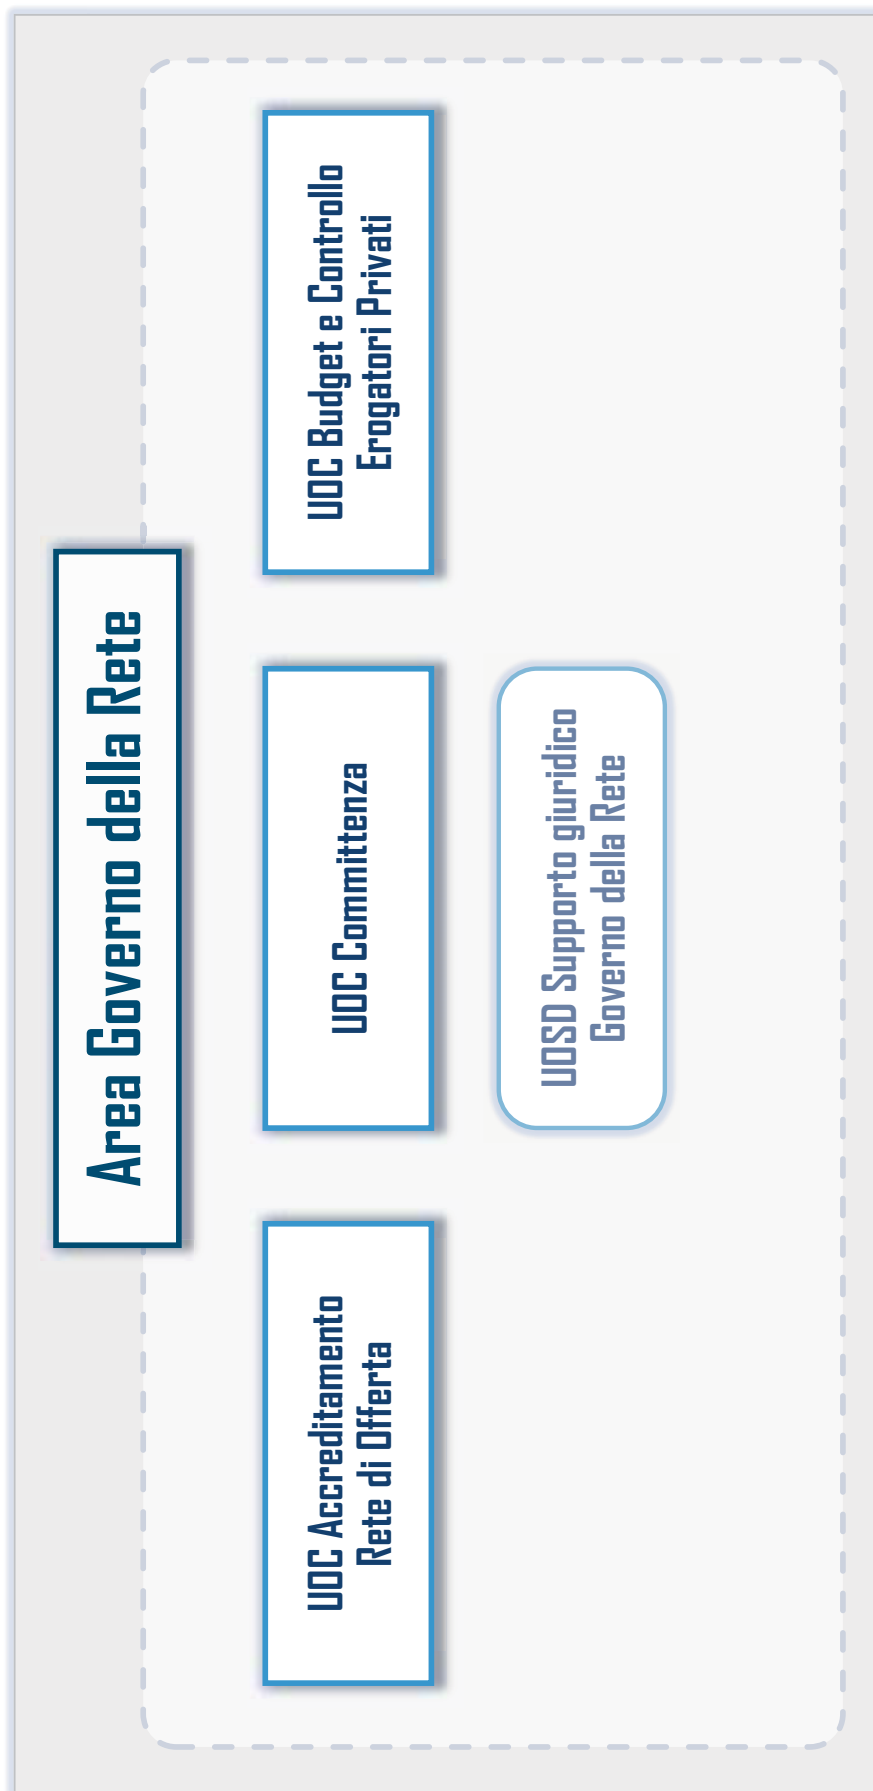 Area Governo della Rete
UOC Accreditamento
Rete di Offerta
UOC Committenza
UOC Budget e Controllo
Erogatori Privati
UOSD Supporto giuridico
Governo della Rete